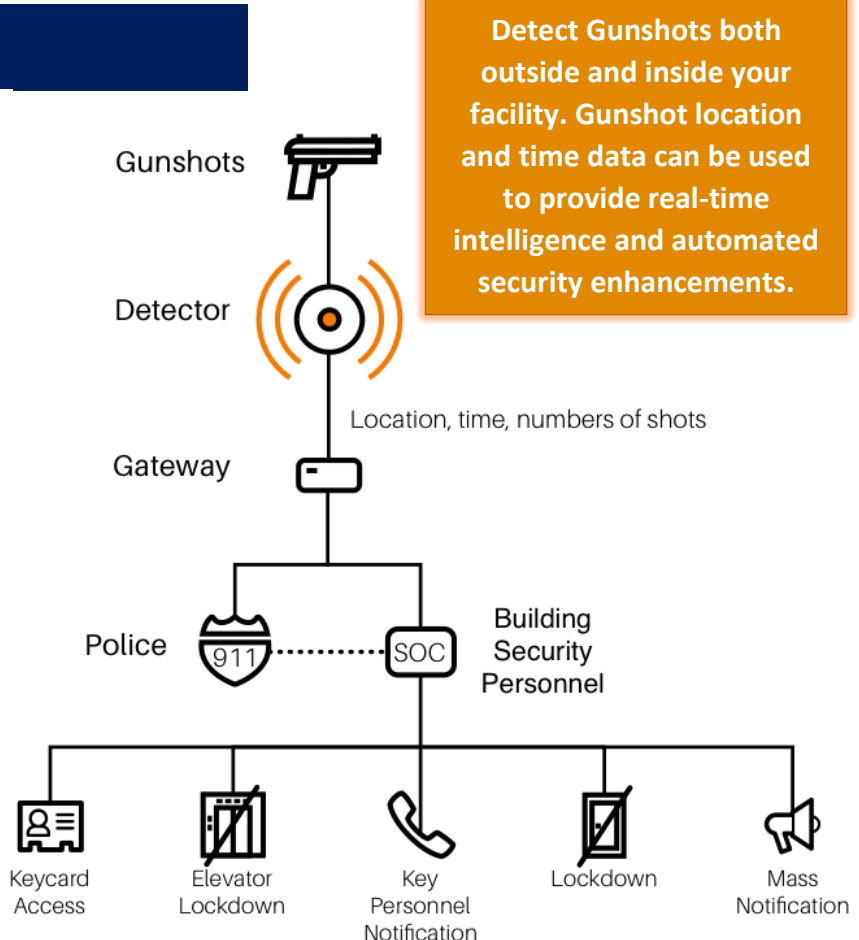 Detect Gunshots both
outside and inside your
facility. Gunshot location
and time data can be used
to provide real-time
intelligence and automated
security enhancements.
Gunshots
Detector
Location, time, numbers of shots
Gateway
Police
911
SOC
Building
Security
Personnel
Keycard
Access
Elevator
Lockdown
Key
Personnel
Notification
Lockdown
Mass
Notification